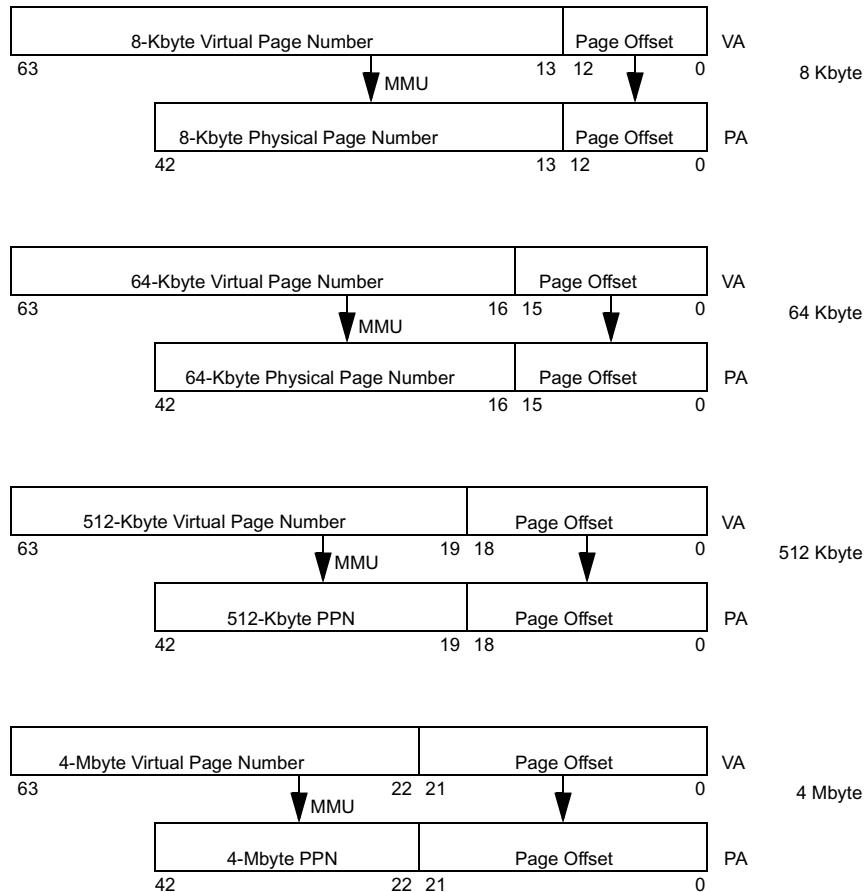 8-Kbyte Virtual Page Number Page Offset VA
63 13 12 0 8 Kbyte
MMU
8-Kbyte Physical Page Number Page Offset PA
42 13 12 0
64-Kbyte Virtual Page Number Page Offset VA
63 16 15 0 64 Kbyte
MMU
64-Kbyte Physical Page Number Page Offset PA
42 16 15 0
512-Kbyte Virtual Page Number Page Offset VA
63 19 18 0 512 Kbyte
MMU
512-Kbyte PPN Page Offset PA
42 19 18 0
4-Mbyte Virtual Page Number Page Offset VA
63 22 21 0 4 Mbyte
MMU
4-Mbyte PPN Page Offset PA
42 22 21 0